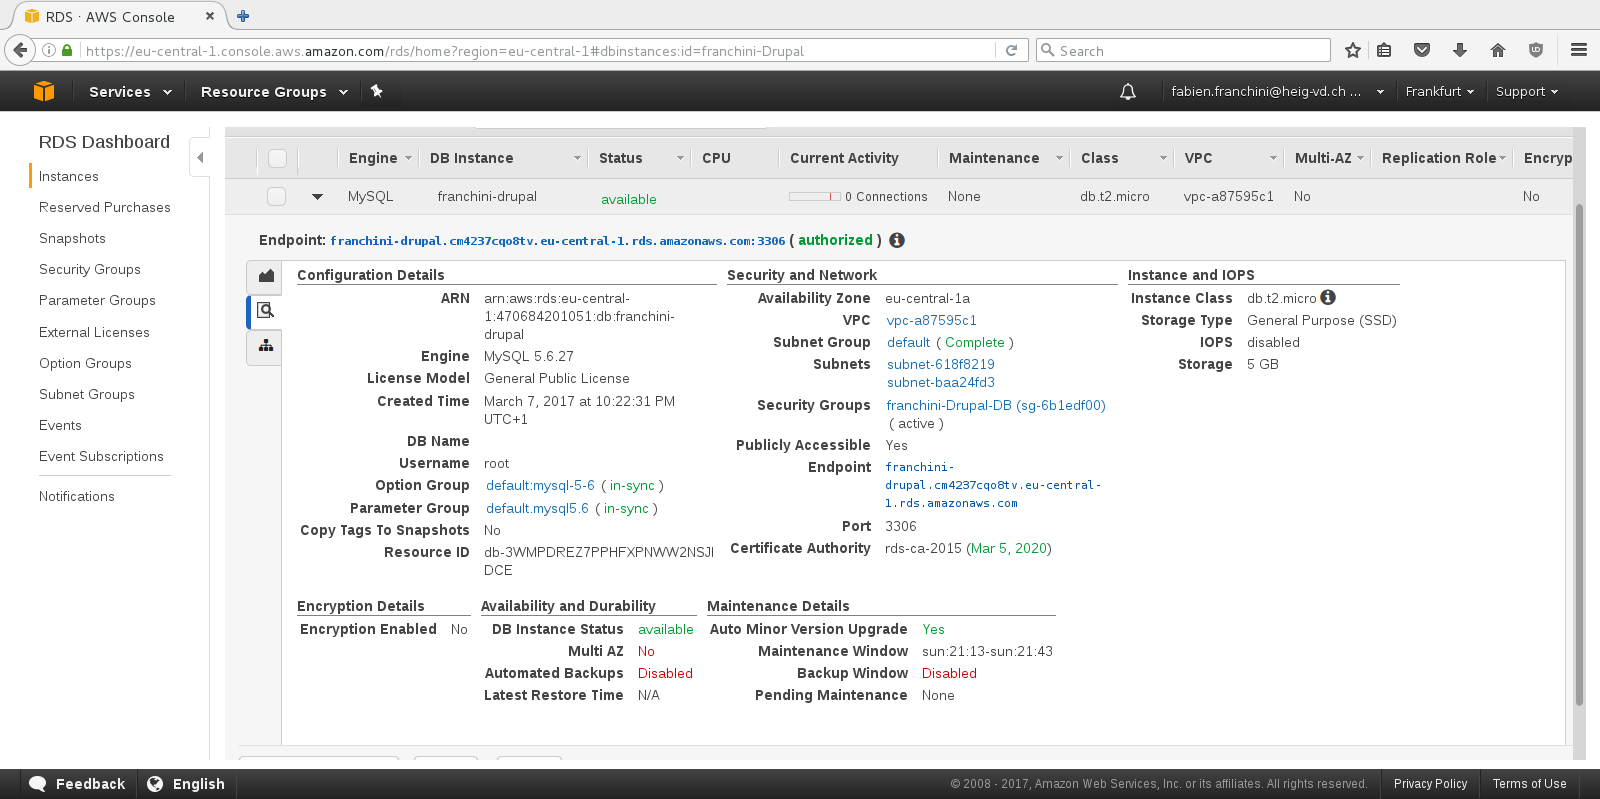 RDS · AWS Console
https://eu-central-1.console.aws.amazon.com/rds/home?region=eu-central-1#dbinstances:id=franchini-Drupal
Search
Services
Resource Groups
fabien.franchini@heig-vd.ch ...
Frankfurt
Support
RDS Dashboard
Instances
Reserved Purchases
Snapshots
Security Groups
Parameter Groups
External Licenses
Option Groups
Subnet Groups
Events
Event Subscriptions
Notifications
Engine DB Instance Status CPU Current Activity Maintenance Class VPC Multi-AZ Replication Role Encryp
MySQL franchini-drupal available 0 Connections None db.t2.micro vpc-a87595c1 No No
Endpoint: franchini-drupal.cm4237cqo8tv.eu-central-1.rds.amazonaws.com:3306 ( authorized )
Configuration Details
ARN arn:aws:rds:eu-central-
1:470684201051:db:franchini-
drupal
Engine MySQL 5.6.27
License Model General Public License
Created Time March 7, 2017 at 10:22:31 PM
UTC+1
DB Name
Username root
Option Group default:mysql-5-6 ( in-sync )
Parameter Group default.mysql5.6 ( in-sync )
Copy Tags To Snapshots No
Resource ID db-3WMPDREZ7PPHFXPNWW2NSJI
DCE
Security and Network
Availability Zone eu-central-1a
VPC vpc-a87595c1
Subnet Group default ( Complete )
Subnets subnet-618f8219
subnet-baa24fd3
Security Groups franchini-Drupal-DB (sg-6b1edf00)
( active )
Publicly Accessible Yes
Endpoint franchini-
drupal.cm4237cqo8tv.eu-central-
1.rds.amazonaws.com
Port 3306
Certificate Authority rds-ca-2015 (Mar 5, 2020)
Instance and IOPS
Instance Class db.t2.micro
Storage Type General Purpose (SSD)
IOPS disabled
Storage 5 GB
Encryption Details
Encryption Enabled No
Availability and Durability
DB Instance Status available
Multi AZ No
Automated Backups Disabled
Latest Restore Time N/A
Maintenance Details
Auto Minor Version Upgrade Yes
Maintenance Window sun:21:13-sun:21:43
Backup Window Disabled
Pending Maintenance None
Feedback
English
© 2008 - 2017, Amazon Web Services, Inc. or its affiliates. All rights reserved.
Privacy Policy
Terms of Use